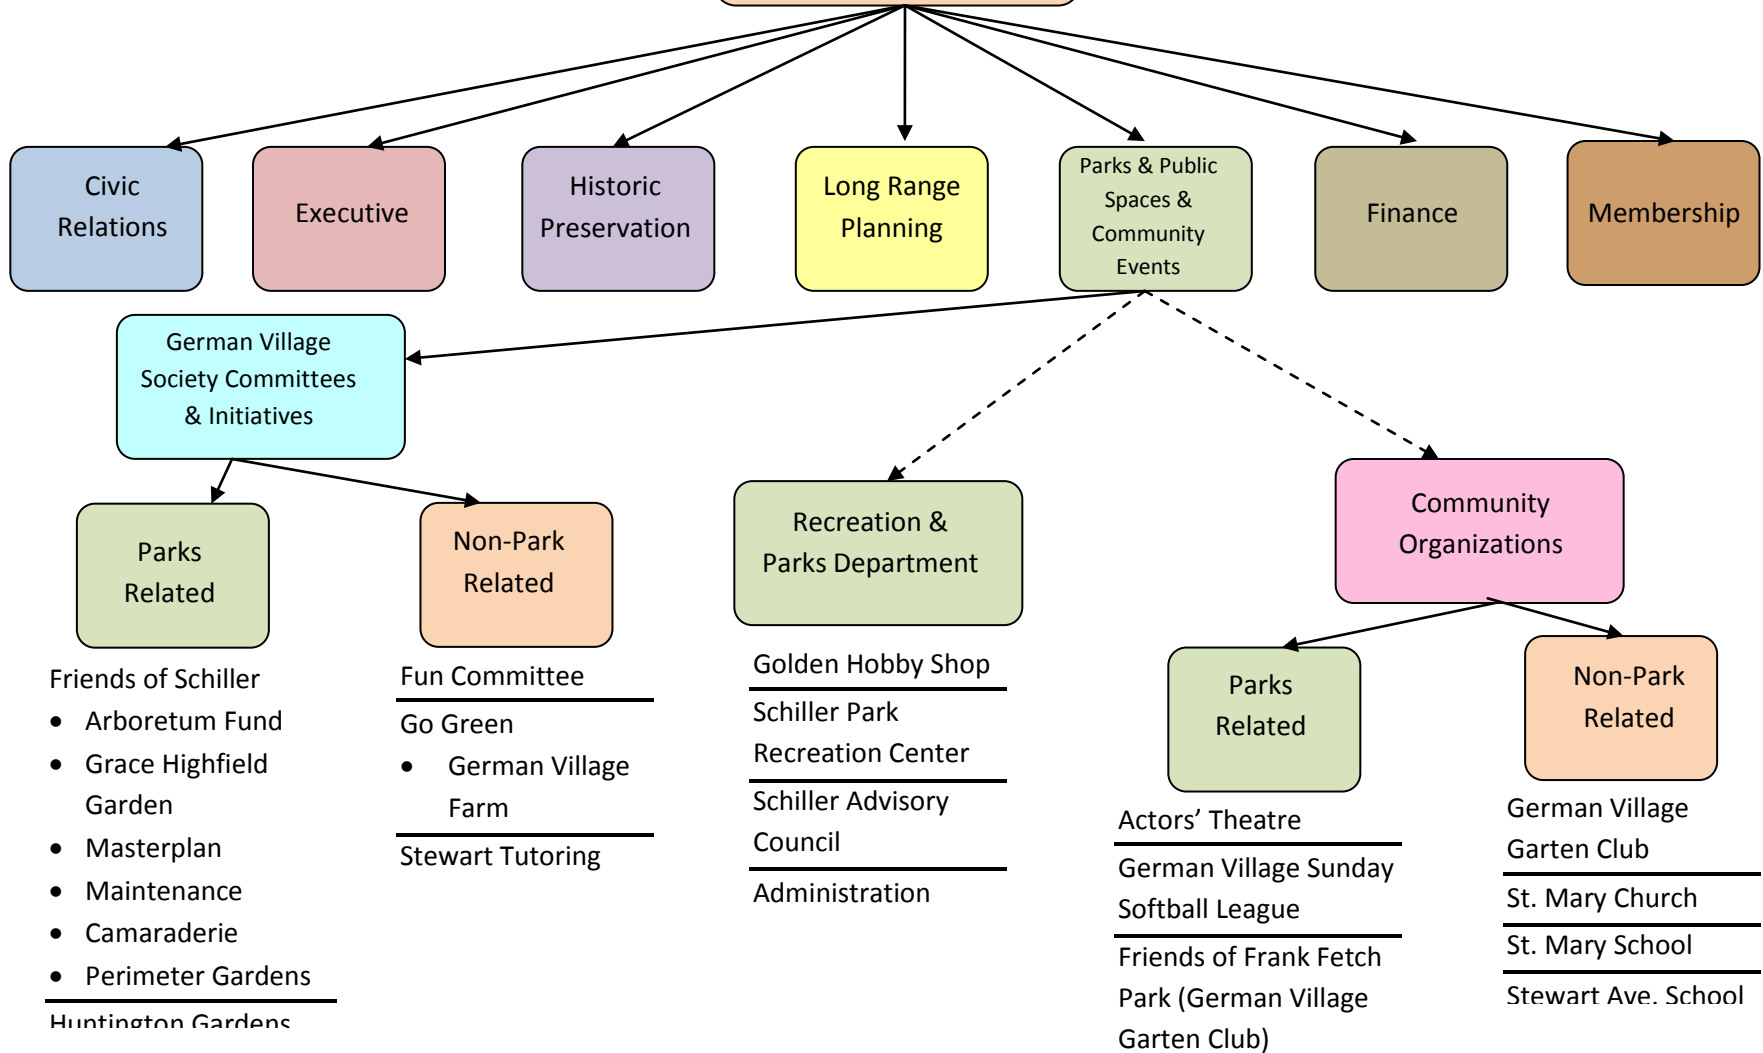 Civic
Relations
Executive
Historic
Preservation
Long Range
Planning
Parks & Public
Spaces &
Community
Events
Finance
Membership
German Village
Society Committees
& Initiatives
Parks
Related
Non-Park
Related
Recreation &
Parks Department
Community
Organizations
Parks
Related
Non-Park
Related
Friends of Schiller
• Arboretum Fund
• Grace Highfield
Garden
• Masterplan
• Maintenance
• Camaraderie
• Perimeter Gardens
Huntington Gardens
Fun Committee
Go Green
• German Village
Farm
Stewart Tutoring
Golden Hobby Shop
Schiller Park
Recreation Center
Schiller Advisory
Council
Administration
Actors’ Theatre
German Village Sunday
Softball League
Friends of Frank Fetch
Park (German Village
Garten Club)
German Village
Garten Club
St. Mary Church
St. Mary School
Stewart Ave. School